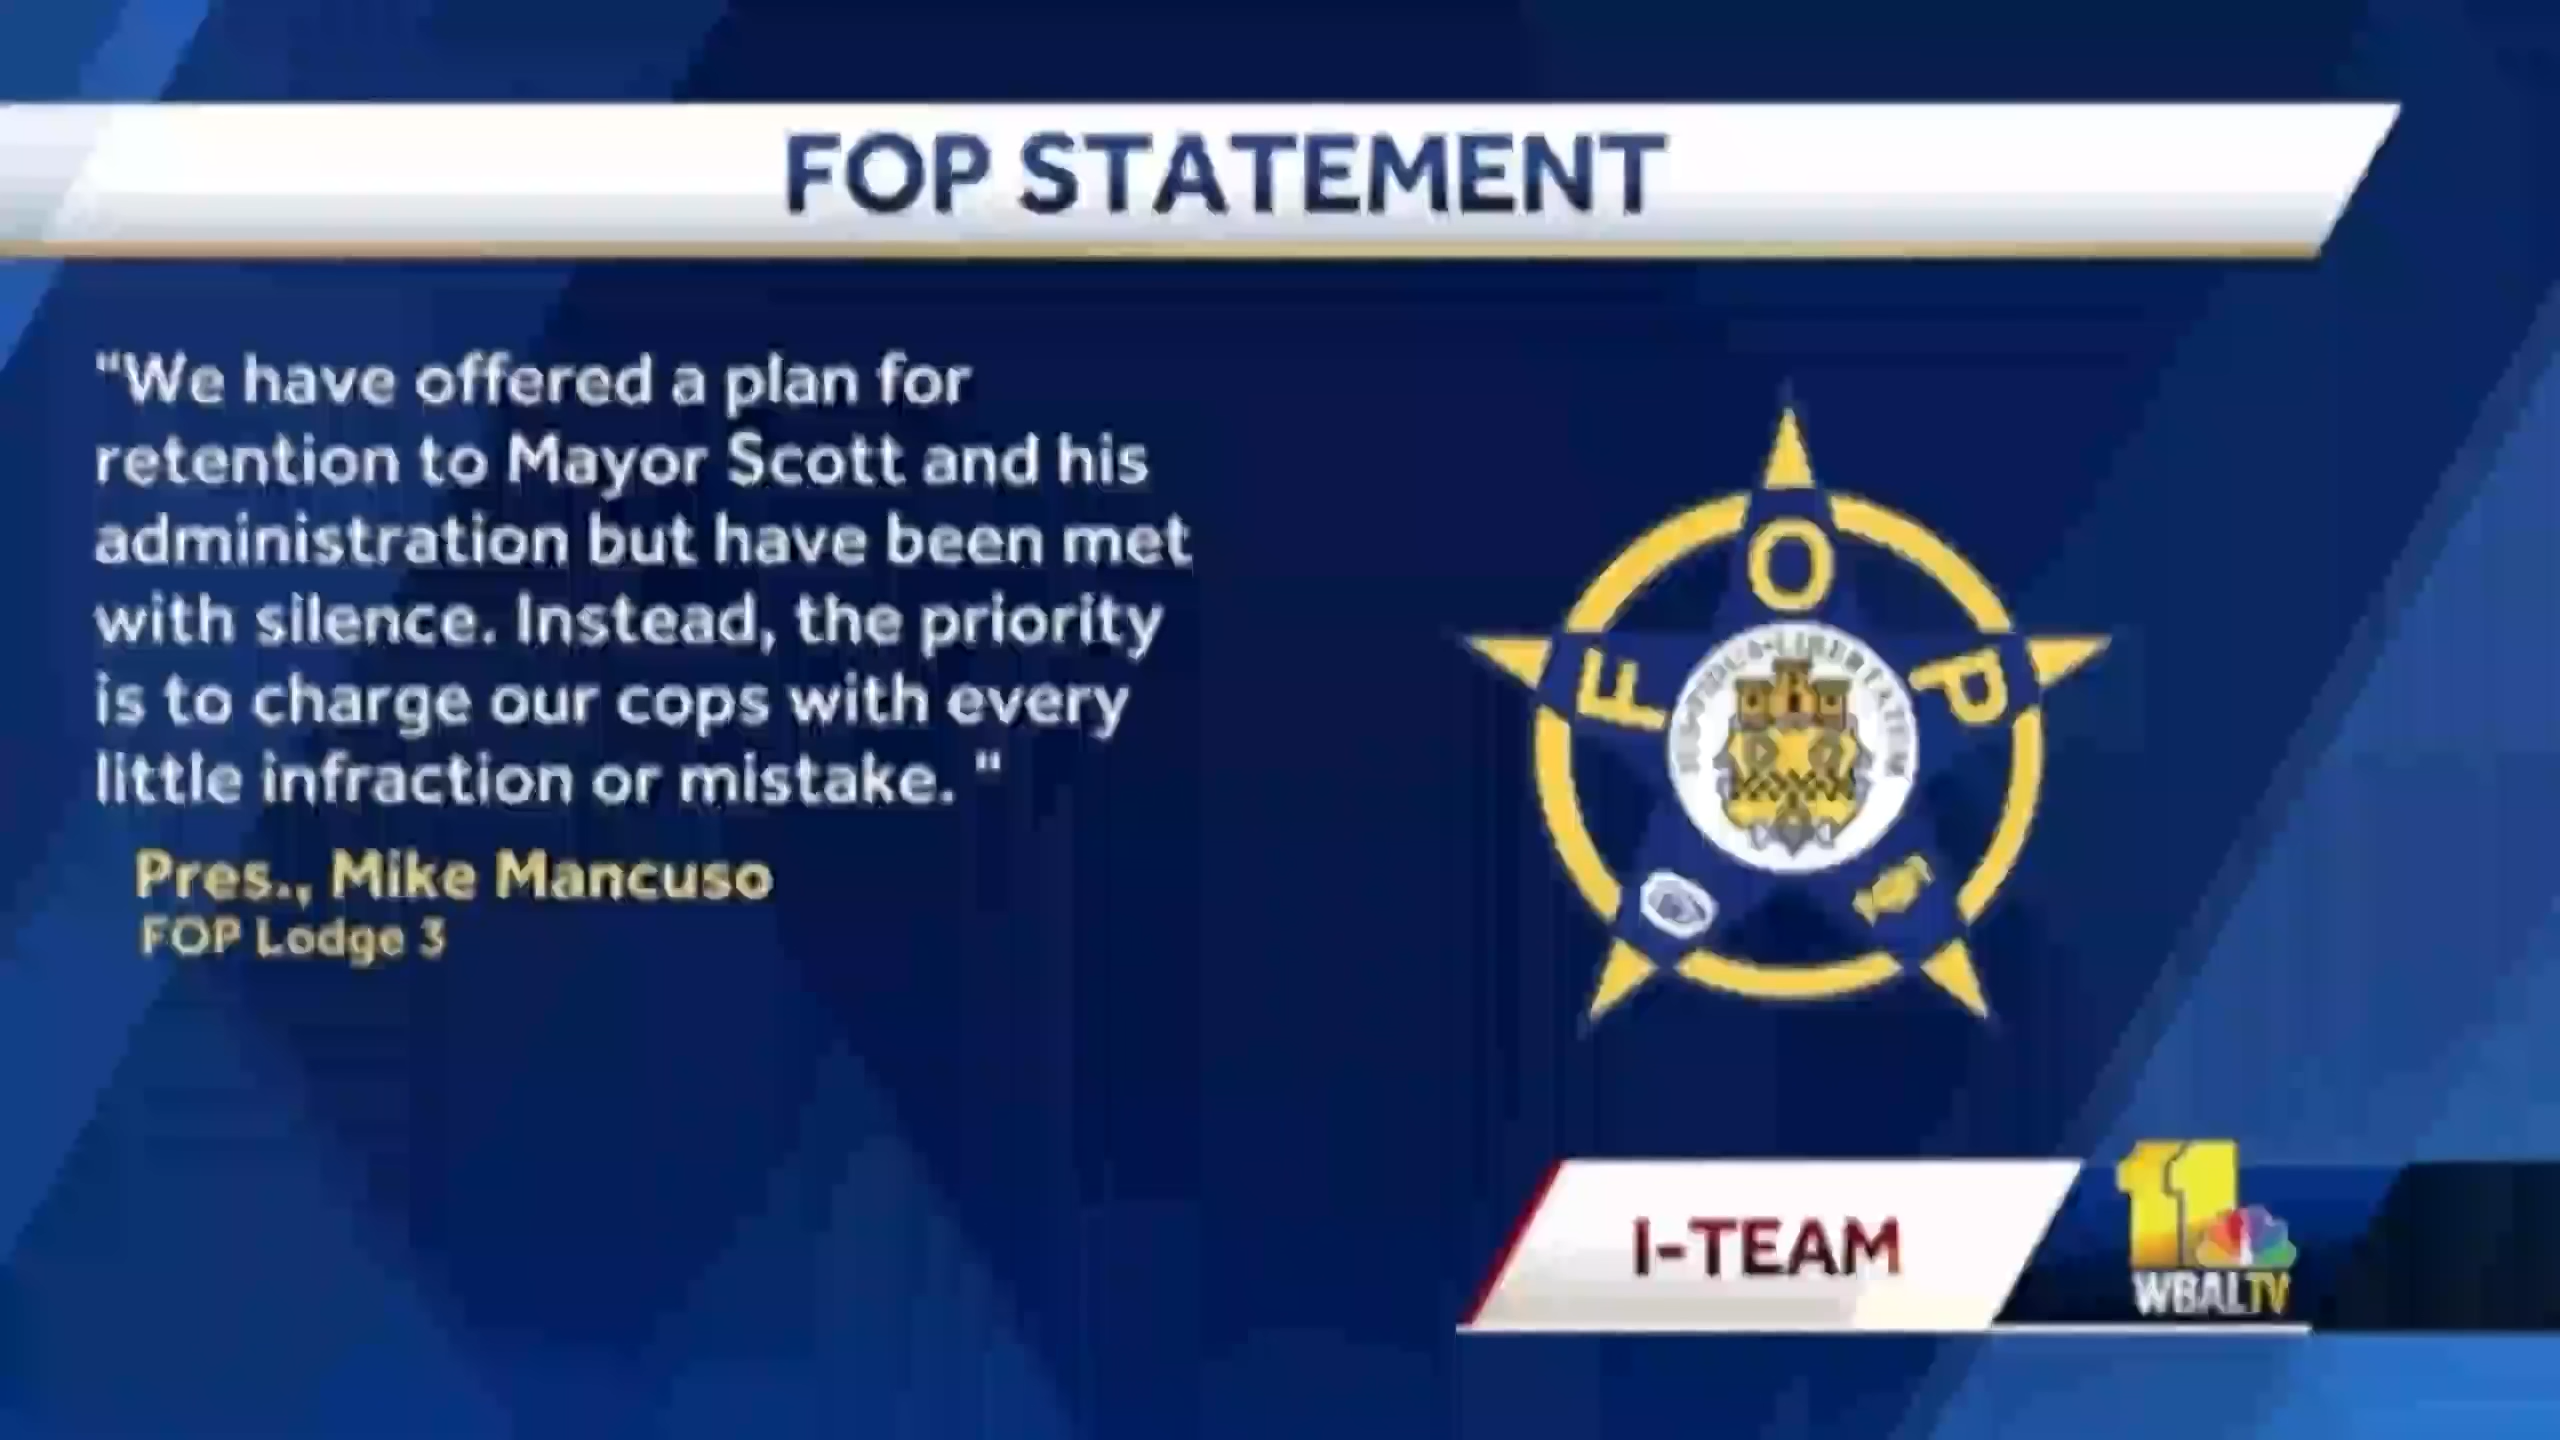 FOP STATEMENT
"We have offered a plan for
retention to Mayor Scott and his
administration but have been met
with silence. Instead, the priority
is to charge our cops with every
little infraction or mistake. "
Pres., Mike Mancuso
FOP Lodge 3
F O P
I-TEAM
11
WBALTV